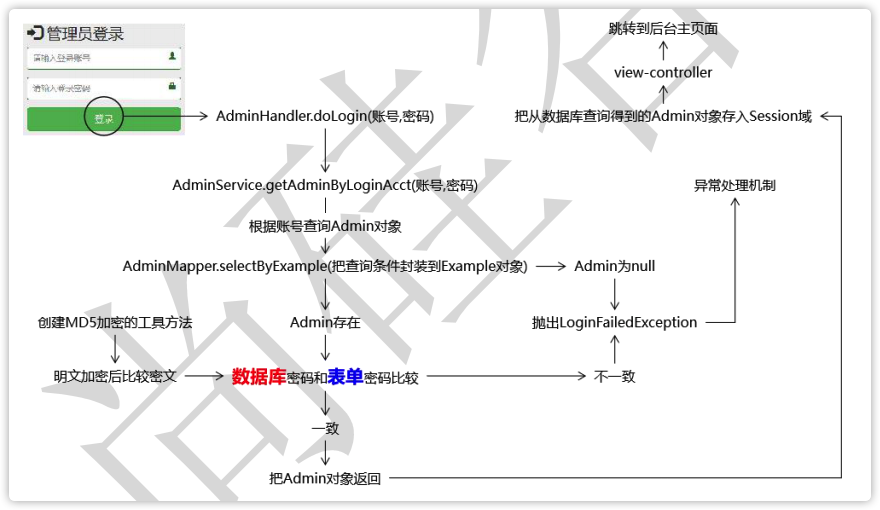 管理员登录
请输入登录账号
请输入登录密码
登录
AdminHandler.doLogin(账号,密码)
AdminService.getAdminByLoginAcct(账号,密码)
根据账号查询Admin对象
AdminMapper.selectByExample(把查询条件封装到Example对象)
Admin为null
创建MD5加密的工具方法
Admin存在
抛出LoginFailedException
明文加密后比较密文
数据库密码和表单密码比较
不一致
一致
把Admin对象返回
跳转到后台主页面
view-controller
把从数据库查询得到的Admin对象存入Session域
异常处理机制
尚硅谷